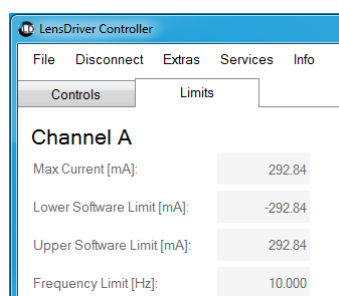 LensDriver Controller
File Disconnect Extras Services Info
Controls Limits
Channel A
Max Current [mA]: 292.84
Lower Software Limit [mA]: -292.84
Upper Software Limit [mA]: 292.84
Frequency Limit [Hz]: 10.000